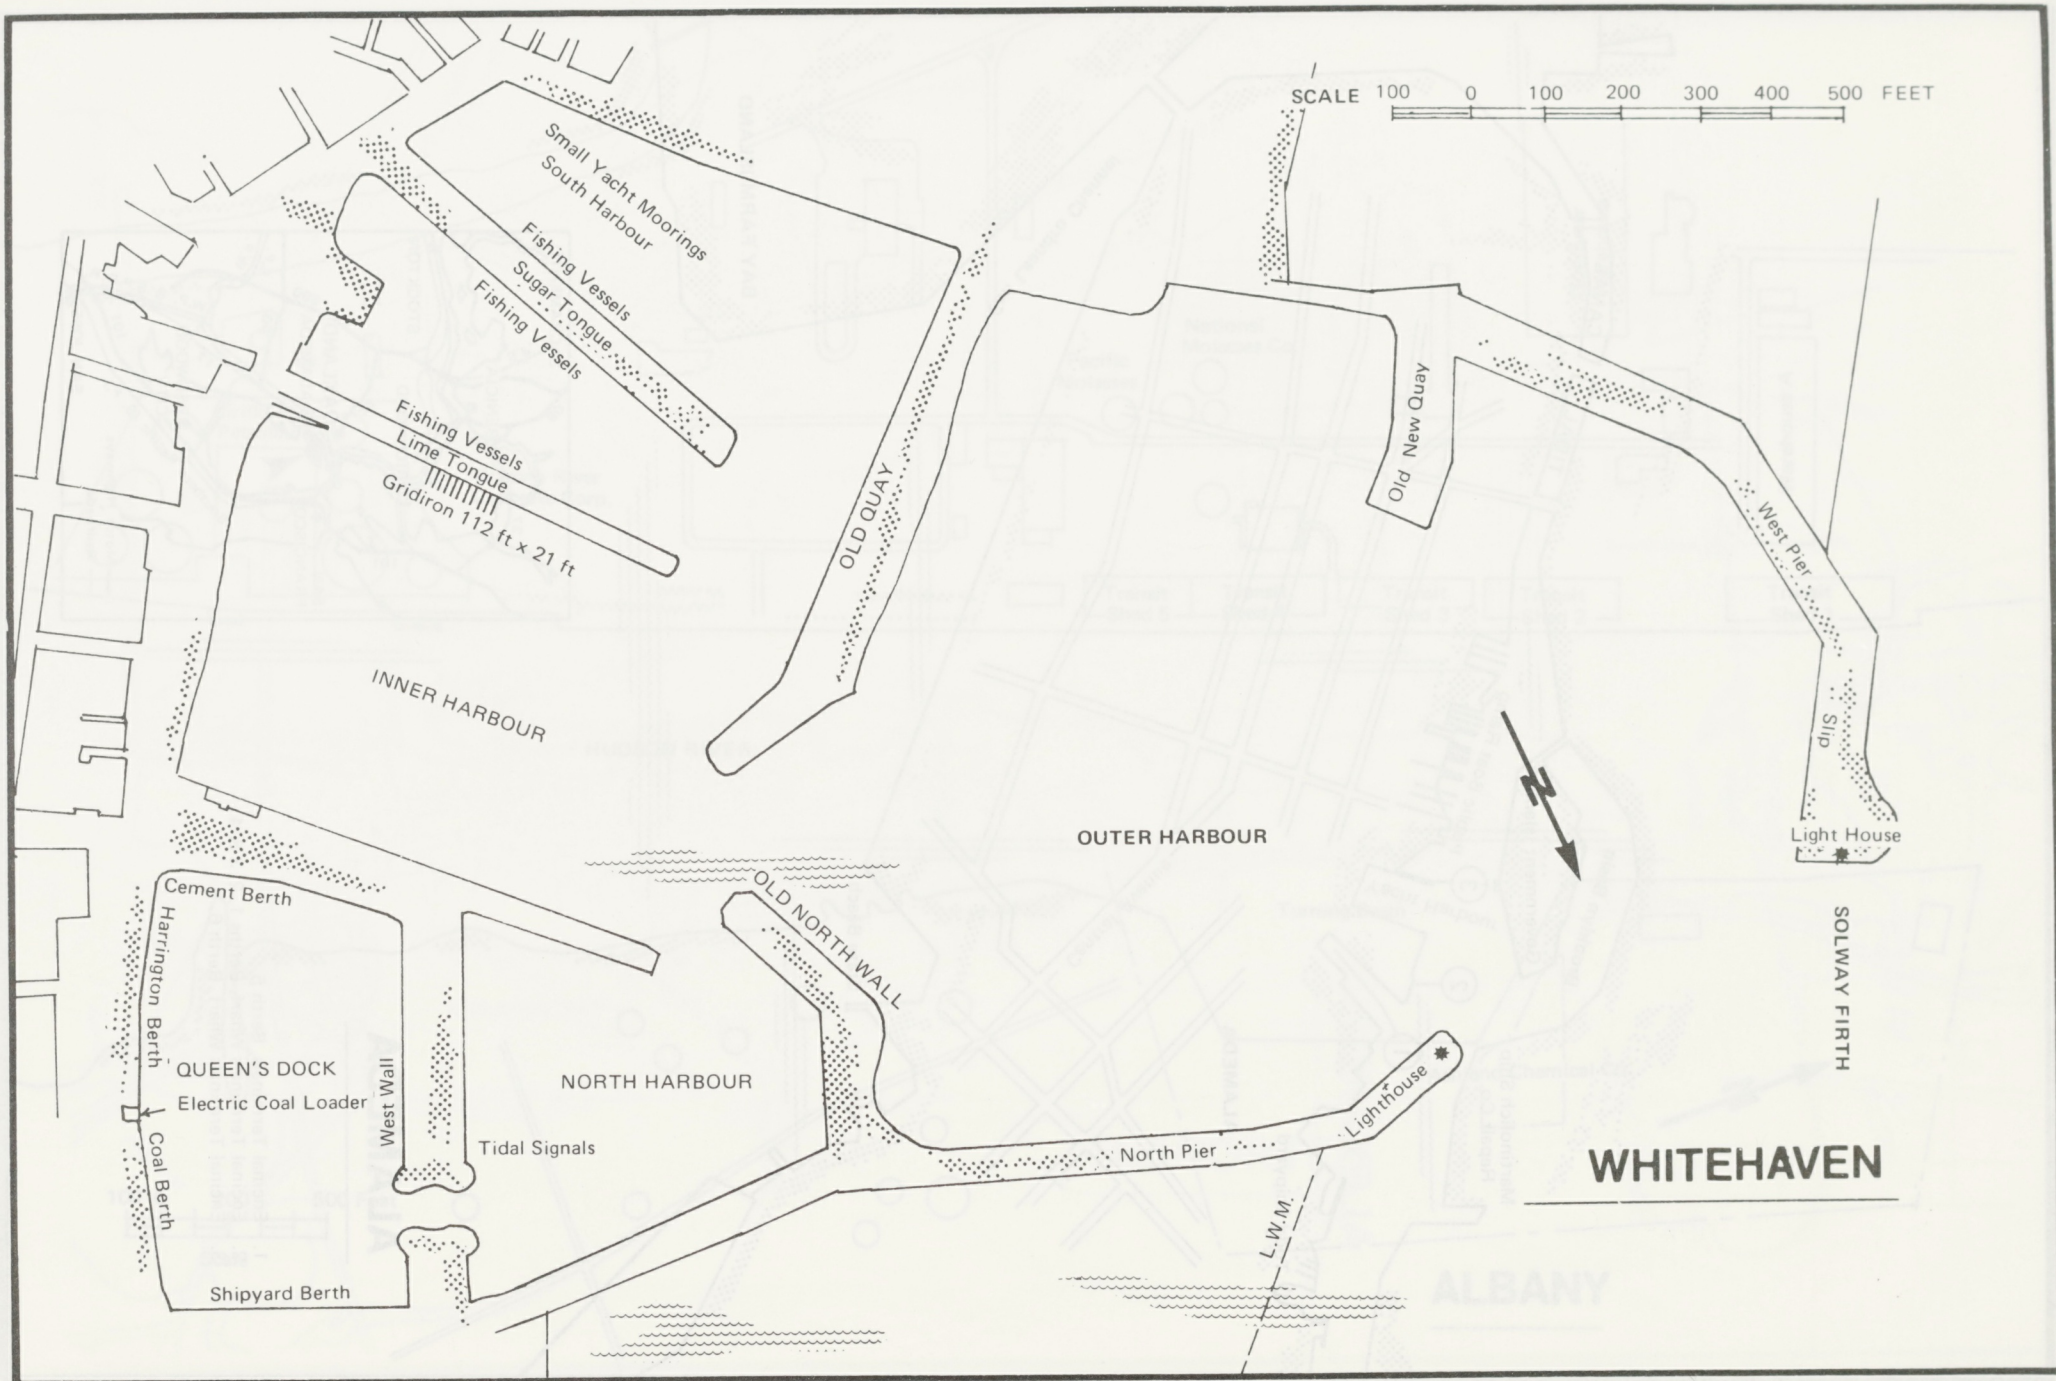 SCALE 100 0 100 200 300 400 500 FEET
Small Yacht Moorings
South Harbour
Fishing Vessels
Sugar Tongue
Fishing Vessels
Fishing Vessels
Lime Tongue
Gridiron 112 ft x 21 ft
OLD QUAY
Old New Quay
West Pier
Slip
Light House
SOLWAY FIRTH
N
INNER HARBOUR
OUTER HARBOUR
OLD NORTH WALL
Cement Berth
Harrington Berth
QUEEN'S DOCK
Electric Coal Loader
Coal Berth
West Wall
Shipyard Berth
NORTH HARBOUR
Tidal Signals
North Pier
Lighthouse
L.W.M.
WHITEHAVEN
ALBANY